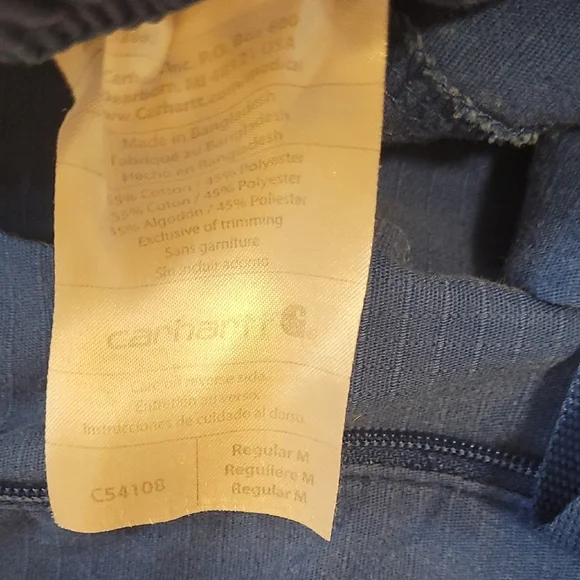 Inc. P.O. Box 600
Dearborn, MI 48121 USA
www.Carhartt.com/medical
Made in Bangladesh
Fabriqué au Bangladesh
Hecho en Bangladesh
55% Cotton / 45% Polyester
55% Coton / 45% Polyester
55% Algodón / 45% Poliester
Exclusive of trimming
Sans garniture
Sin incluir adorno
carhartt
Care on reverse side.
Entretien au verso.
Instrucciones de cuidado al dorso.
Regular M
Regulière M
C54108
Regular M